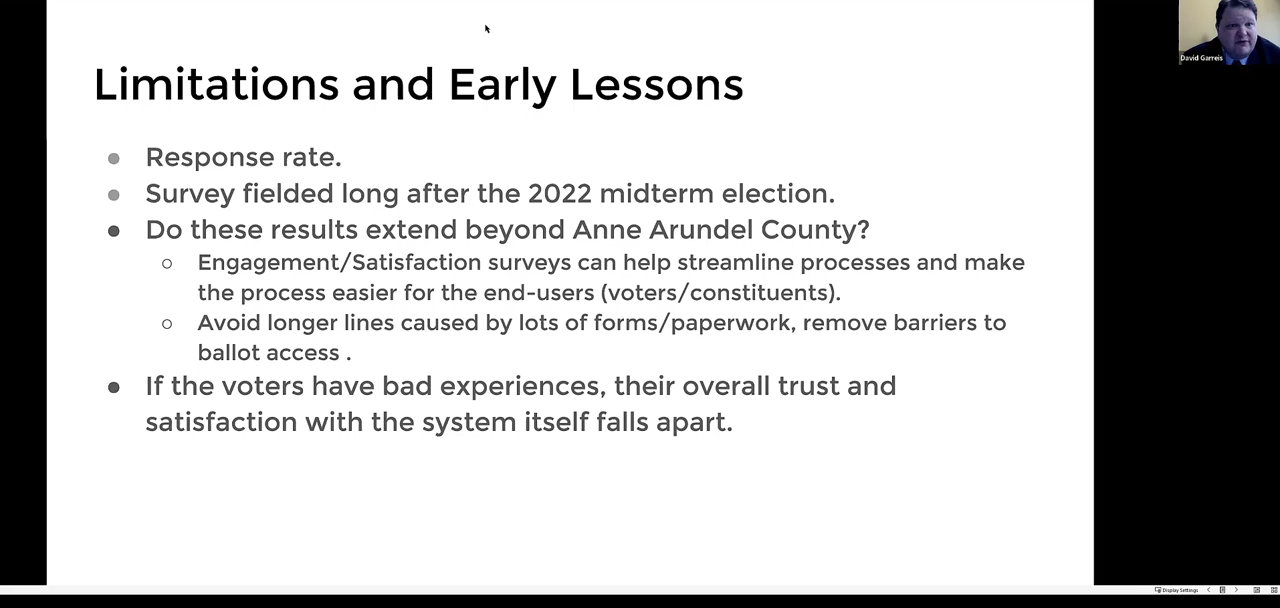 David Garreis
Limitations and Early Lessons
Response rate.
Survey fielded long after the 2022 midterm election.
Do these results extend beyond Anne Arundel County?
Engagement/Satisfaction surveys can help streamline processes and make
the process easier for the end-users (voters/constituents).
Avoid longer lines caused by lots of forms/paperwork, remove barriers to
ballot access .
If the voters have bad experiences, their overall trust and
satisfaction with the system itself falls apart.
Display Settings